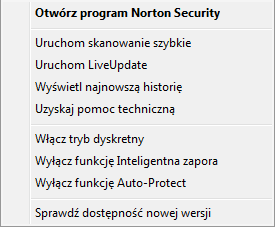 Otwórz program Norton Security
Uruchom skanowanie szybkie
Uruchom LiveUpdate
Wyświetl najnowszą historię
Uzyskaj pomoc techniczną
Włącz tryb dyskretny
Wyłącz funkcję Inteligentna zapora
Wyłącz funkcję Auto-Protect
Sprawdź dostępność nowej wersji